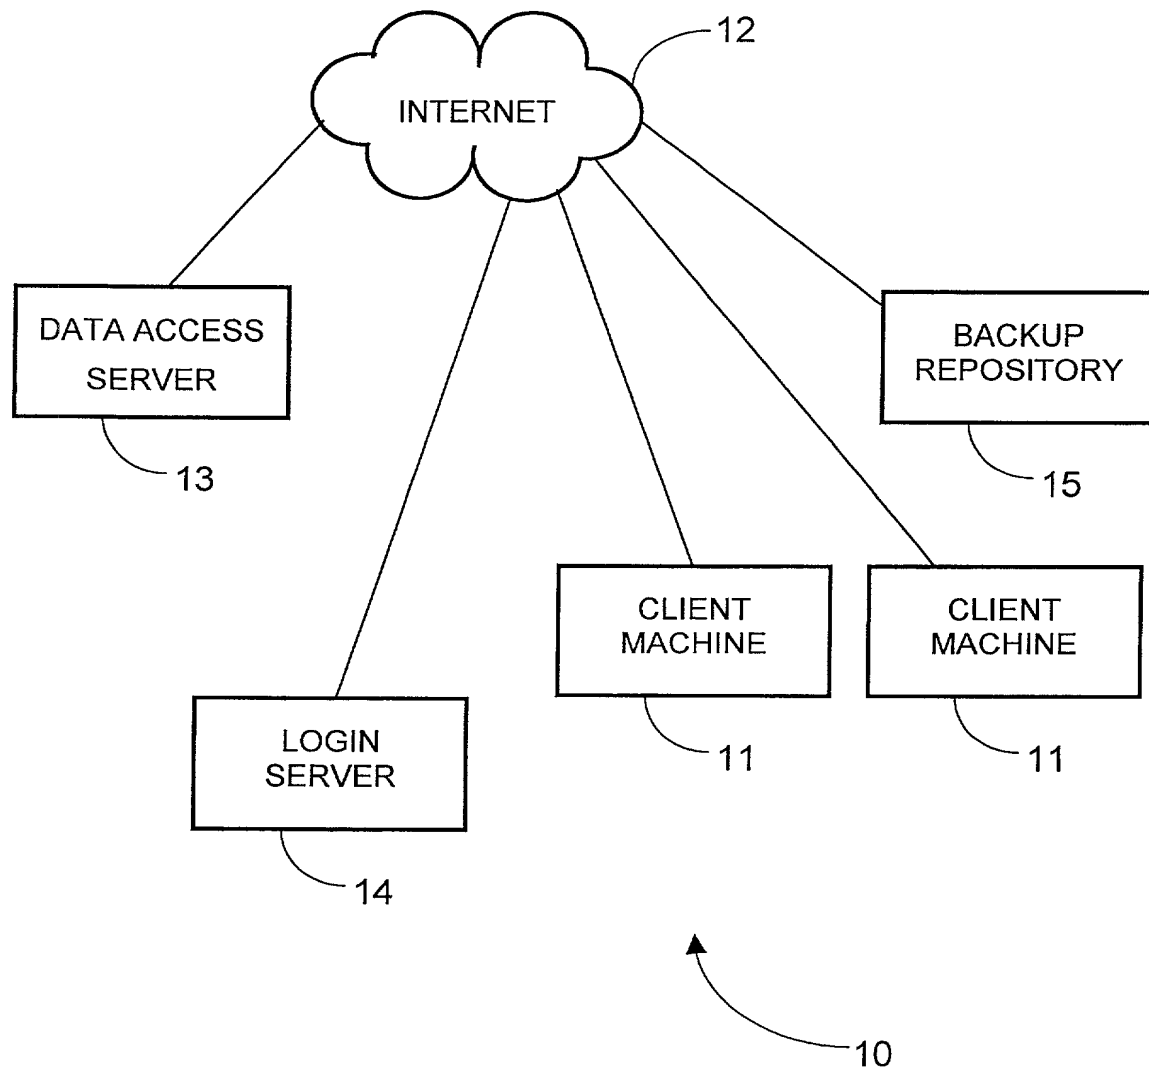 12
INTERNET
DATA ACCESS
SERVER
13
BACKUP
REPOSITORY
15
CLIENT
MACHINE
11
CLIENT
MACHINE
11
LOGIN
SERVER
14
10